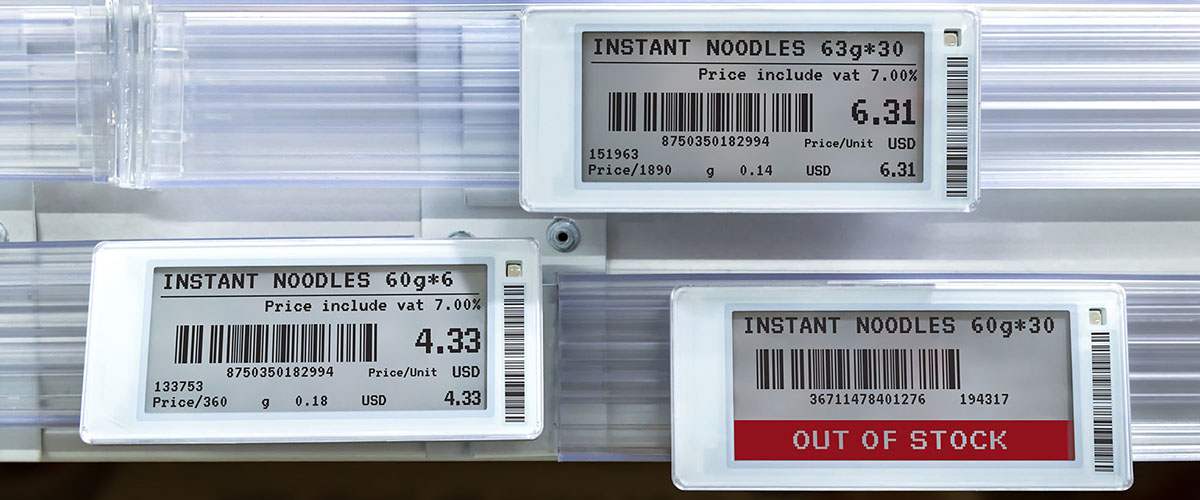 INSTANT NOODLES 63g*30
Price include vat 7.00%
6.31
8750350182994 Price/Unit USD
151963
Price/1890 g 0.14 USD 6.31
INSTANT NOODLES 60g*6
Price include vat 7.00%
4.33
8750350182994 Price/Unit USD
133753
Price/360 g 0.18 USD 4.33
INSTANT NOODLES 60g*30
36711478401276 194317
OUT OF STOCK